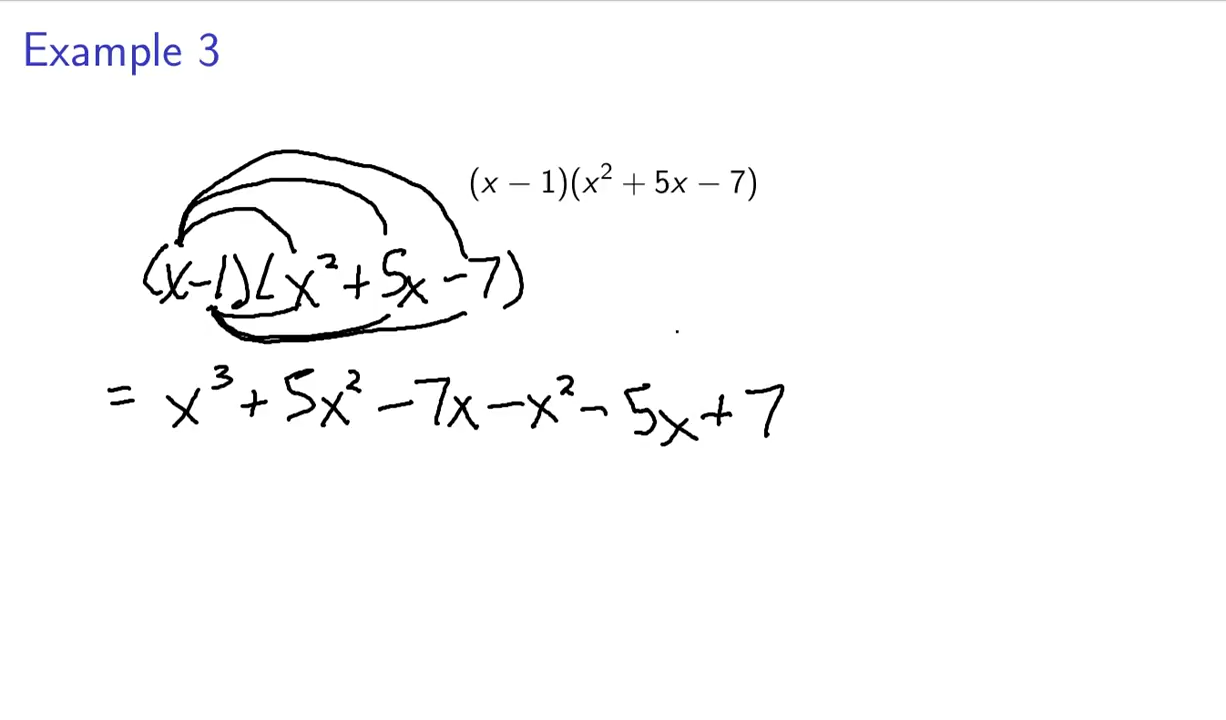 Example 3
(x − 1)(x² + 5x − 7)
(x-1)(x²+5x-7)
= x³+5x²-7x-x²-5x+7